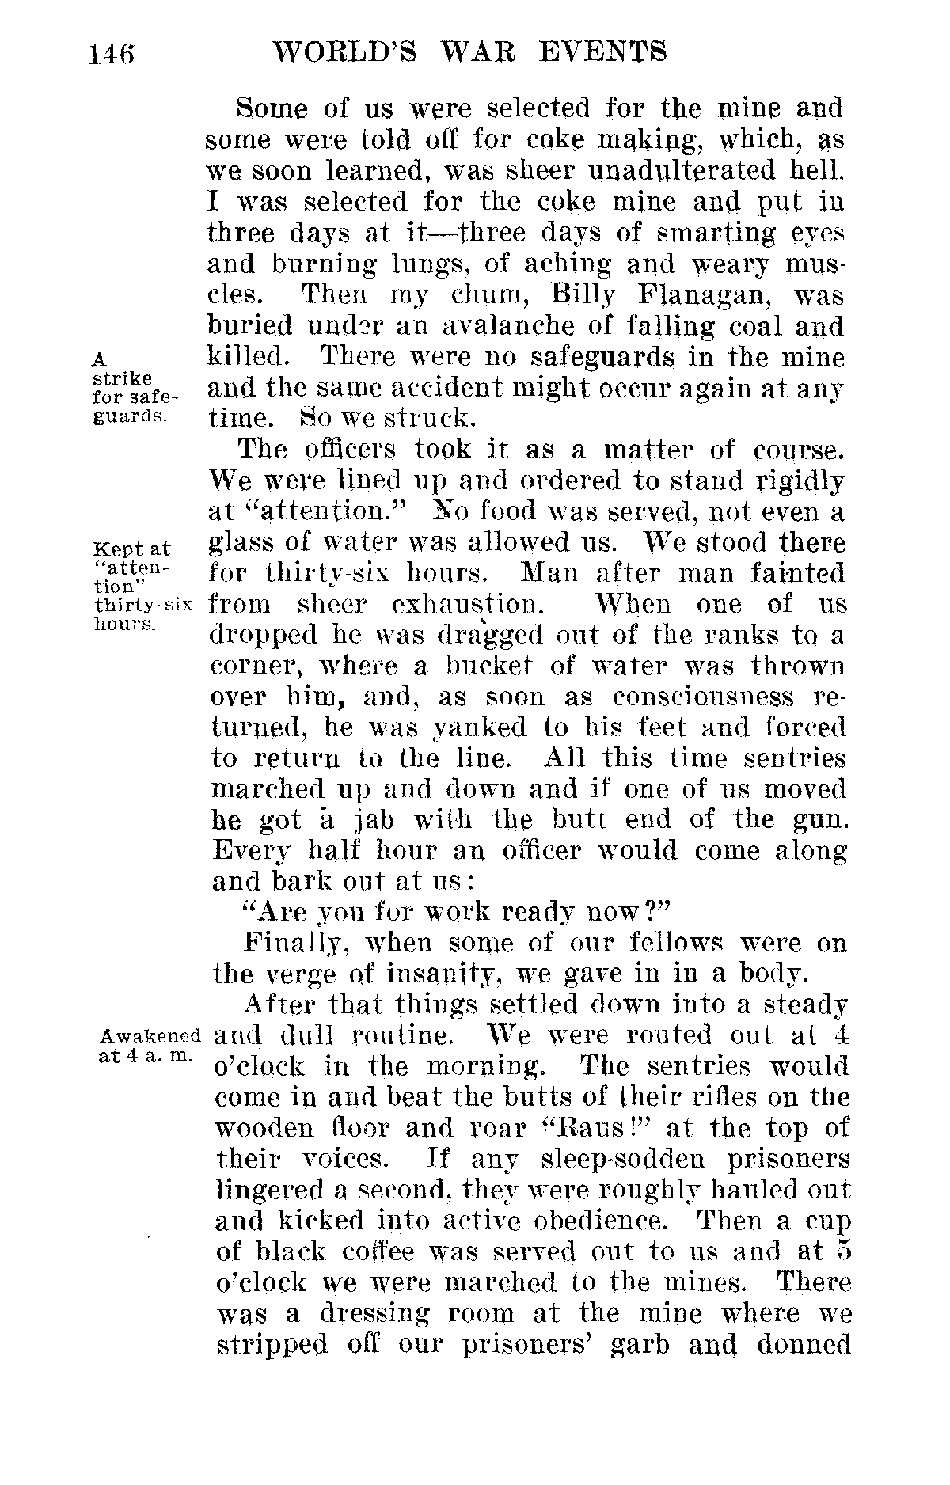 146 WORLD'S WAR EVENTS
Some of us were selected for the mine and
some were told off for coke making, which, as
we soon learned, was sheer unadulterated hell.
I was selected for the coke mine and put in
three days at it—three days of smarting eyes
and burning lungs, of aching and weary mus-
cles. Then my chum, Billy Flanagan, was
buried under an avalanche of falling coal and
killed. There were no safeguards in the mine
and the same accident might occur again at any
time. So we struck.
A
strike
for safe-
guards.
The officers took it as a matter of course.
We were lined up and ordered to stand rigidly
at "attention." No food was served, not even a
glass of water was allowed us. We stood there
for thirty-six hours. Man after man fainted
from sheer exhaustion. When one of us
dropped he was dragged out of the ranks to a
corner, where a bucket of water was thrown
over him, and, as soon as consciousness re-
turned, he was yanked to his feet and forced
to return to the line. All this time sentries
marched up and down and if one of us moved
he got a jab with the butt end of the gun.
Every half hour an officer would come along
and bark out at us:
Kept at
"atten-
tion"
thirty-six
hours.
"Are you for work ready now?"
Finally, when some of our fellows were on
the verge of insanity, we gave in in a body.
After that things settled down into a steady
and dull routine. We were routed out at 4
o'clock in the morning. The sentries would
come in and beat the butts of their rifles on the
wooden floor and roar "Raus!" at the top of
their voices. If any sleep-sodden prisoners
lingered a second, they were roughly hauled out
and kicked into active obedience. Then a cup
of black coffee was served out to us and at 5
o'clock we were marched to the mines. There
was a dressing room at the mine where we
stripped off our prisoners' garb and donned
Awakened
at 4 a. m.